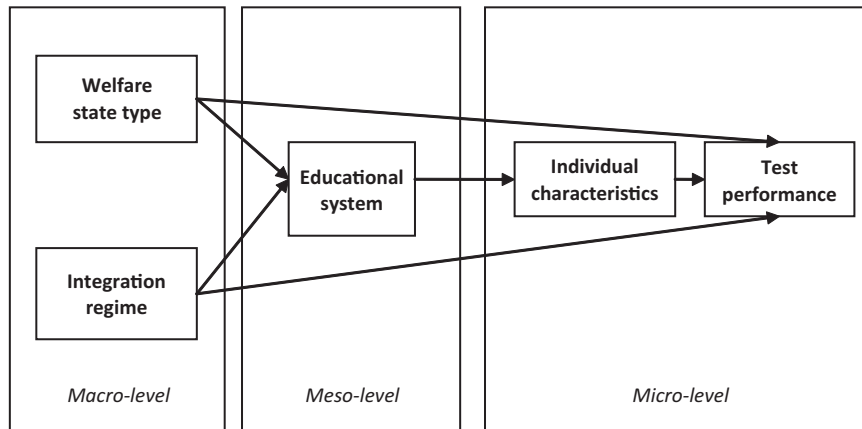 Welfare
state type
Integration
regime
Macro-level
Educational
system
Meso-level
Individual
characteristics
Test
performance
Micro-level